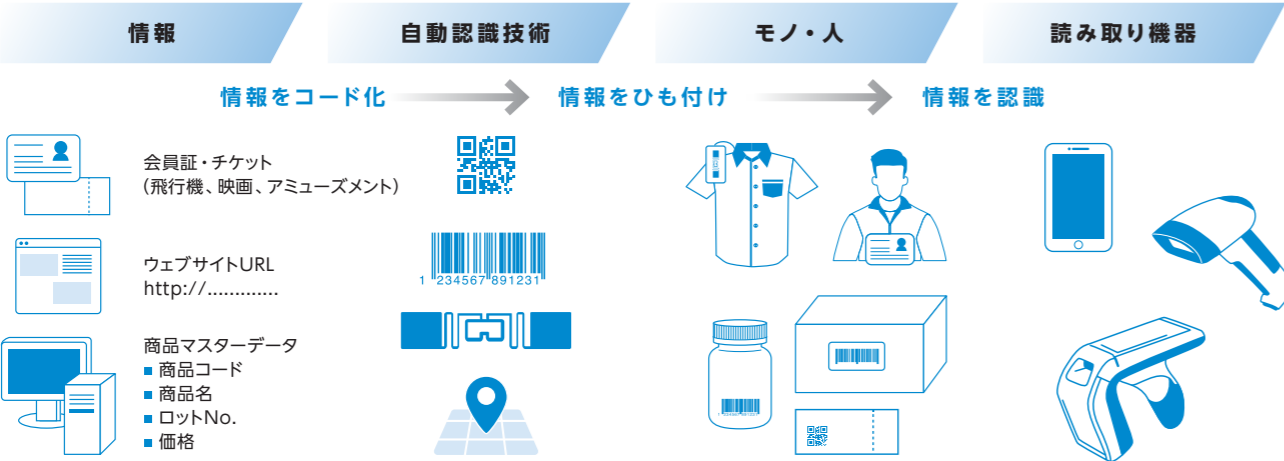 情報
自動認識技術
モノ・人
読み取り機器
情報をコード化
情報をひも付け
情報を認識
会員証・チケット
(飛行機、映画、アミューズメント)
ウェブサイトURL
http://.............
商品マスターデータ
■ 商品コード
■ 商品名
■ ロットNo.
■ 価格
1 234567 891231